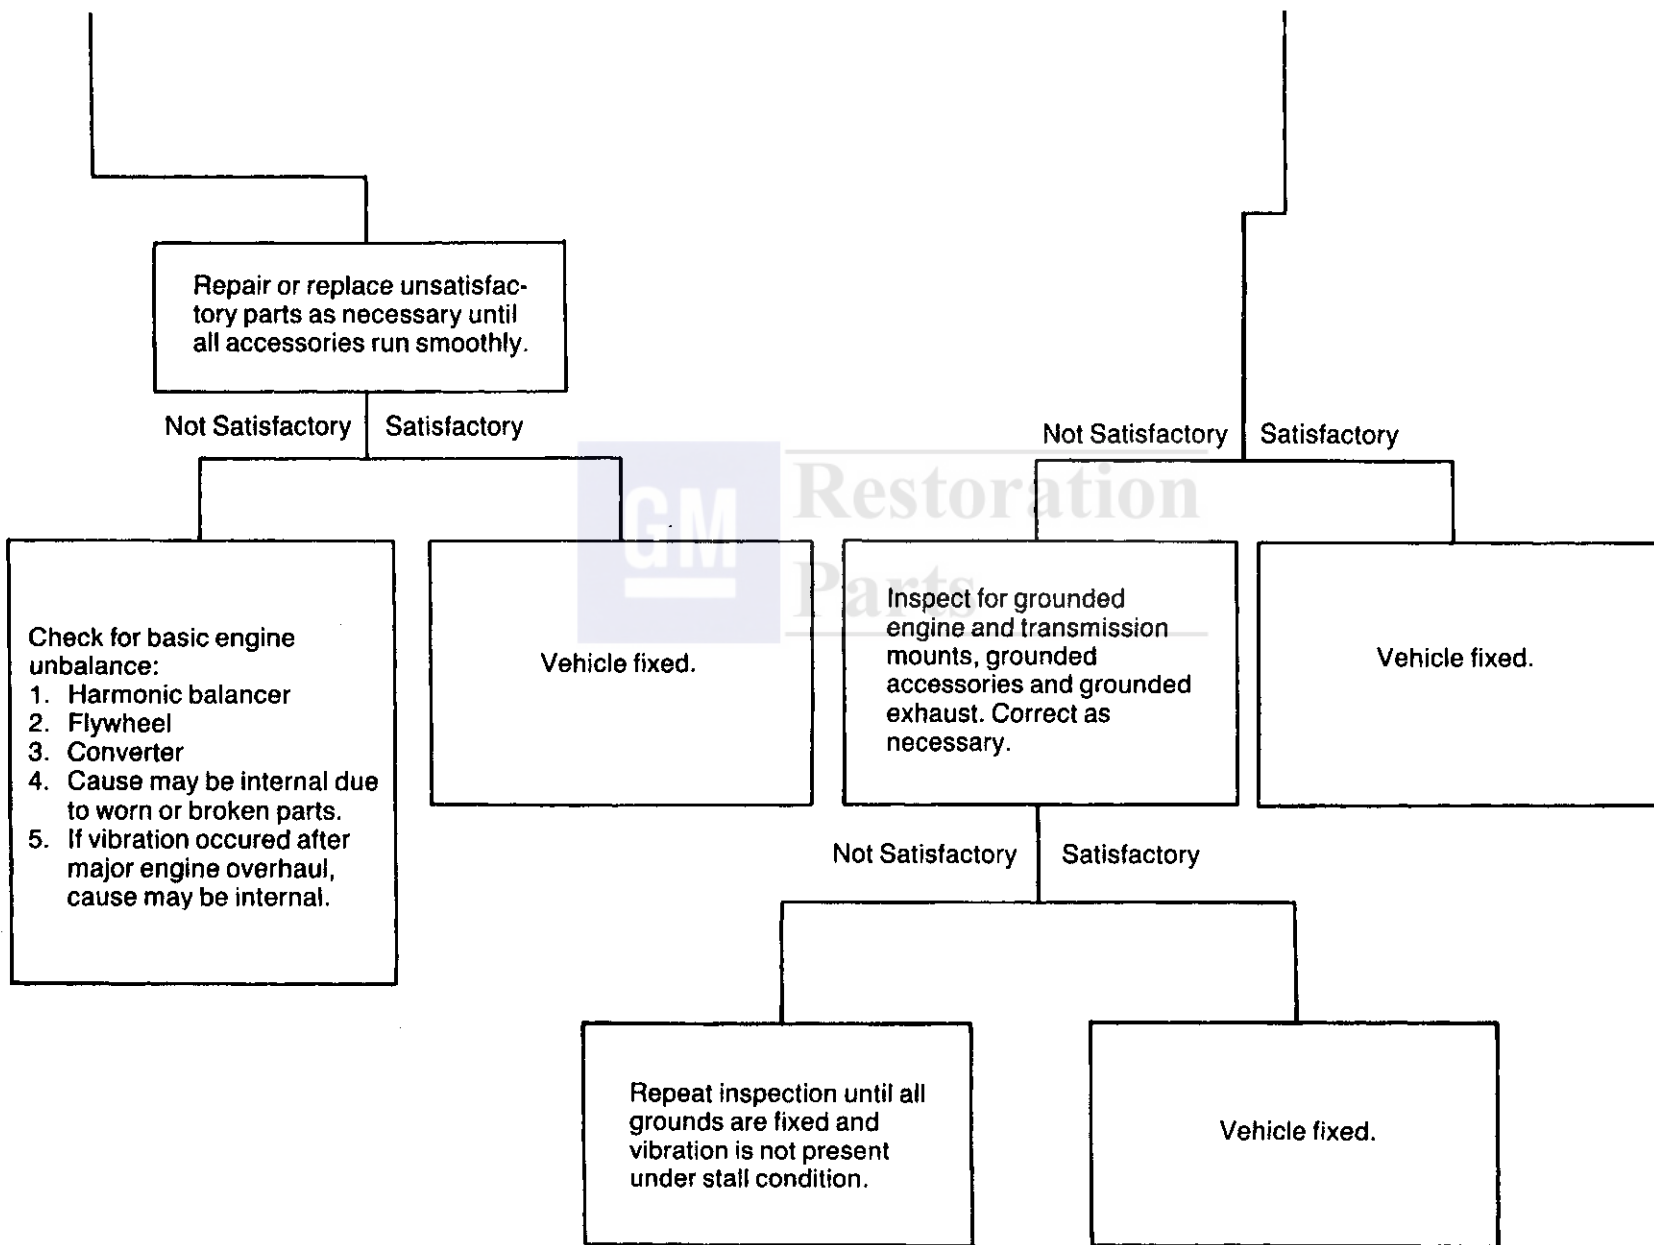 Repair or replace unsatisfac-
tory parts as necessary until
all accessories run smoothly.
Not Satisfactory
Satisfactory
Not Satisfactory
Satisfactory
GM
Restoration
Parts
Check for basic engine
unbalance:
1. Harmonic balancer
2. Flywheel
3. Converter
4. Cause may be internal due
to worn or broken parts.
5. If vibration occured after
major engine overhaul,
cause may be internal.
Vehicle fixed.
Inspect for grounded
engine and transmission
mounts, grounded
accessories and grounded
exhaust. Correct as
necessary.
Vehicle fixed.
Not Satisfactory
Satisfactory
Repeat inspection until all
grounds are fixed and
vibration is not present
under stall condition.
Vehicle fixed.